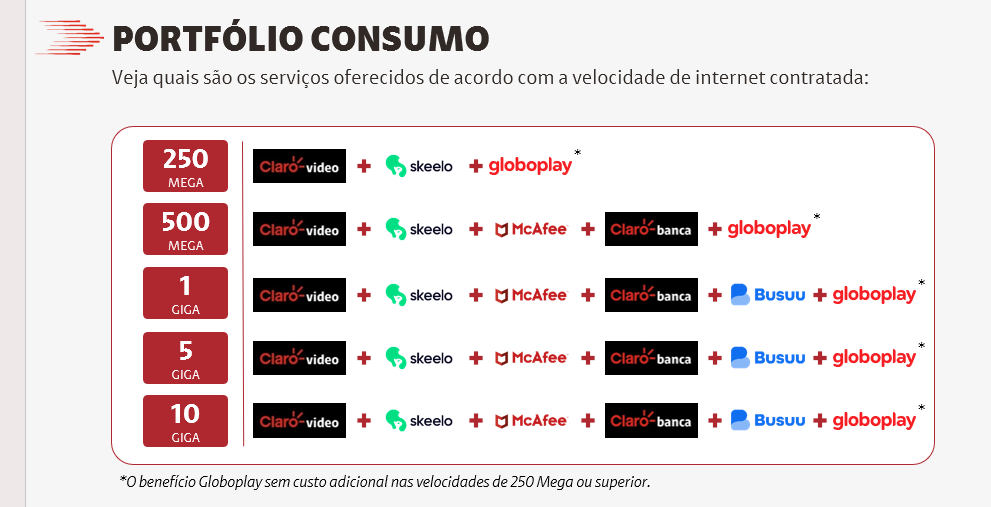 PORTFÓLIO CONSUMO
Veja quais são os serviços oferecidos de acordo com a velocidade de internet contratada:
250 MEGA Claro video + skeelo + globoplay *
500 MEGA Claro video + skeelo + McAfee + Claro banca + globoplay *
1 GIGA Claro video + skeelo + McAfee + Claro banca + Busuu + globoplay *
5 GIGA Claro video + skeelo + McAfee + Claro banca + Busuu + globoplay *
10 GIGA Claro video + skeelo + McAfee + Claro banca + Busuu + globoplay *
*O benefício Globoplay sem custo adicional nas velocidades de 250 Mega ou superior.